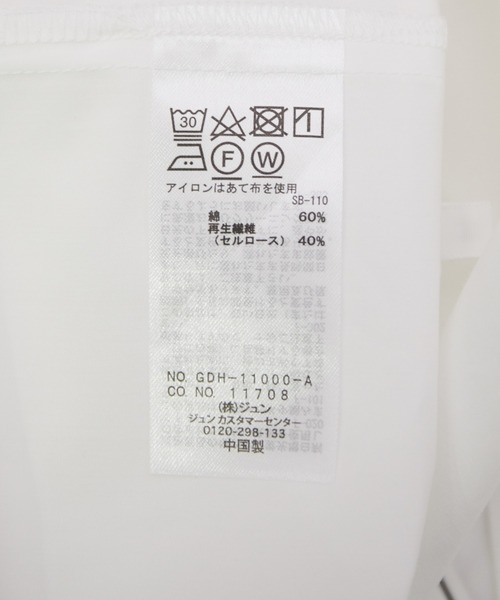 30
F W
アイロンはあて布を使用
SB-110
綿 60%
再生繊維
(セルロース) 40%
NO. GDH-11000-A
CO. NO. 11708
(株)ジュン
ジュン カスタマーセンター
0120-298-133
中国製